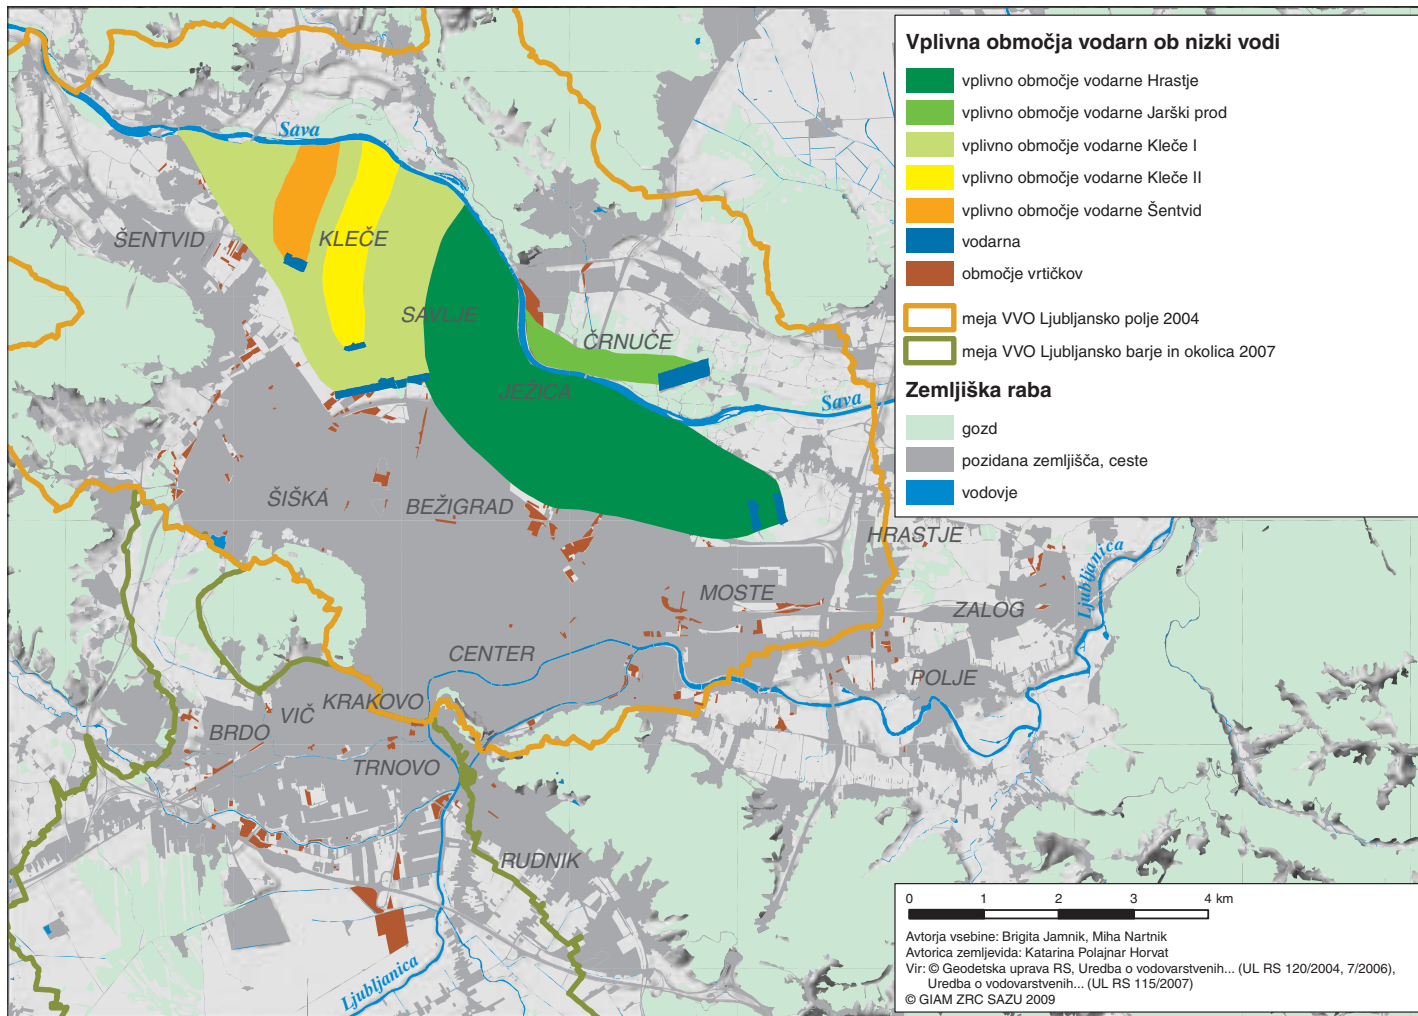 Vplivna območja vodarn ob nizki vodi
vplivno območje vodarne Hrastje
vplivno območje vodarne Jarški prod
vplivno območje vodarne Kleče I
vplivno območje vodarne Kleče II
vplivno območje vodarne Šentvid
vodarna
območje vrtičkov
meja VVO Ljubljansko polje 2004
meja VVO Ljubljansko barje in okolica 2007
Zemljiška raba
gozd
pozidana zemljišča, ceste
vodovje
Sava
ŠENTVID
KLEČE
SAVLJE
ČRNUČE
JEŽICA
Sava
ŠIŠKA
BEŽIGRAD
HRASTJE
Ljubljanica
MOSTE
ZALOG
CENTER
POLJE
KRAKOVO
VIČ
BRDO
TRNOVO
RUDNIK
Ljubljanica
0 1 2 3 4 km
Avtorja vsebine: Brigita Jamnik, Miha Nartnik
Avtorica zemljevida: Katarina Polajnar Horvat
Vir: © Geodetska uprava RS, Uredba o vodovarstvenih... (UL RS 120/2004, 7/2006),
Uredba o vodovarstvenih... (UL RS 115/2007)
© GIAM ZRC SAZU 2009